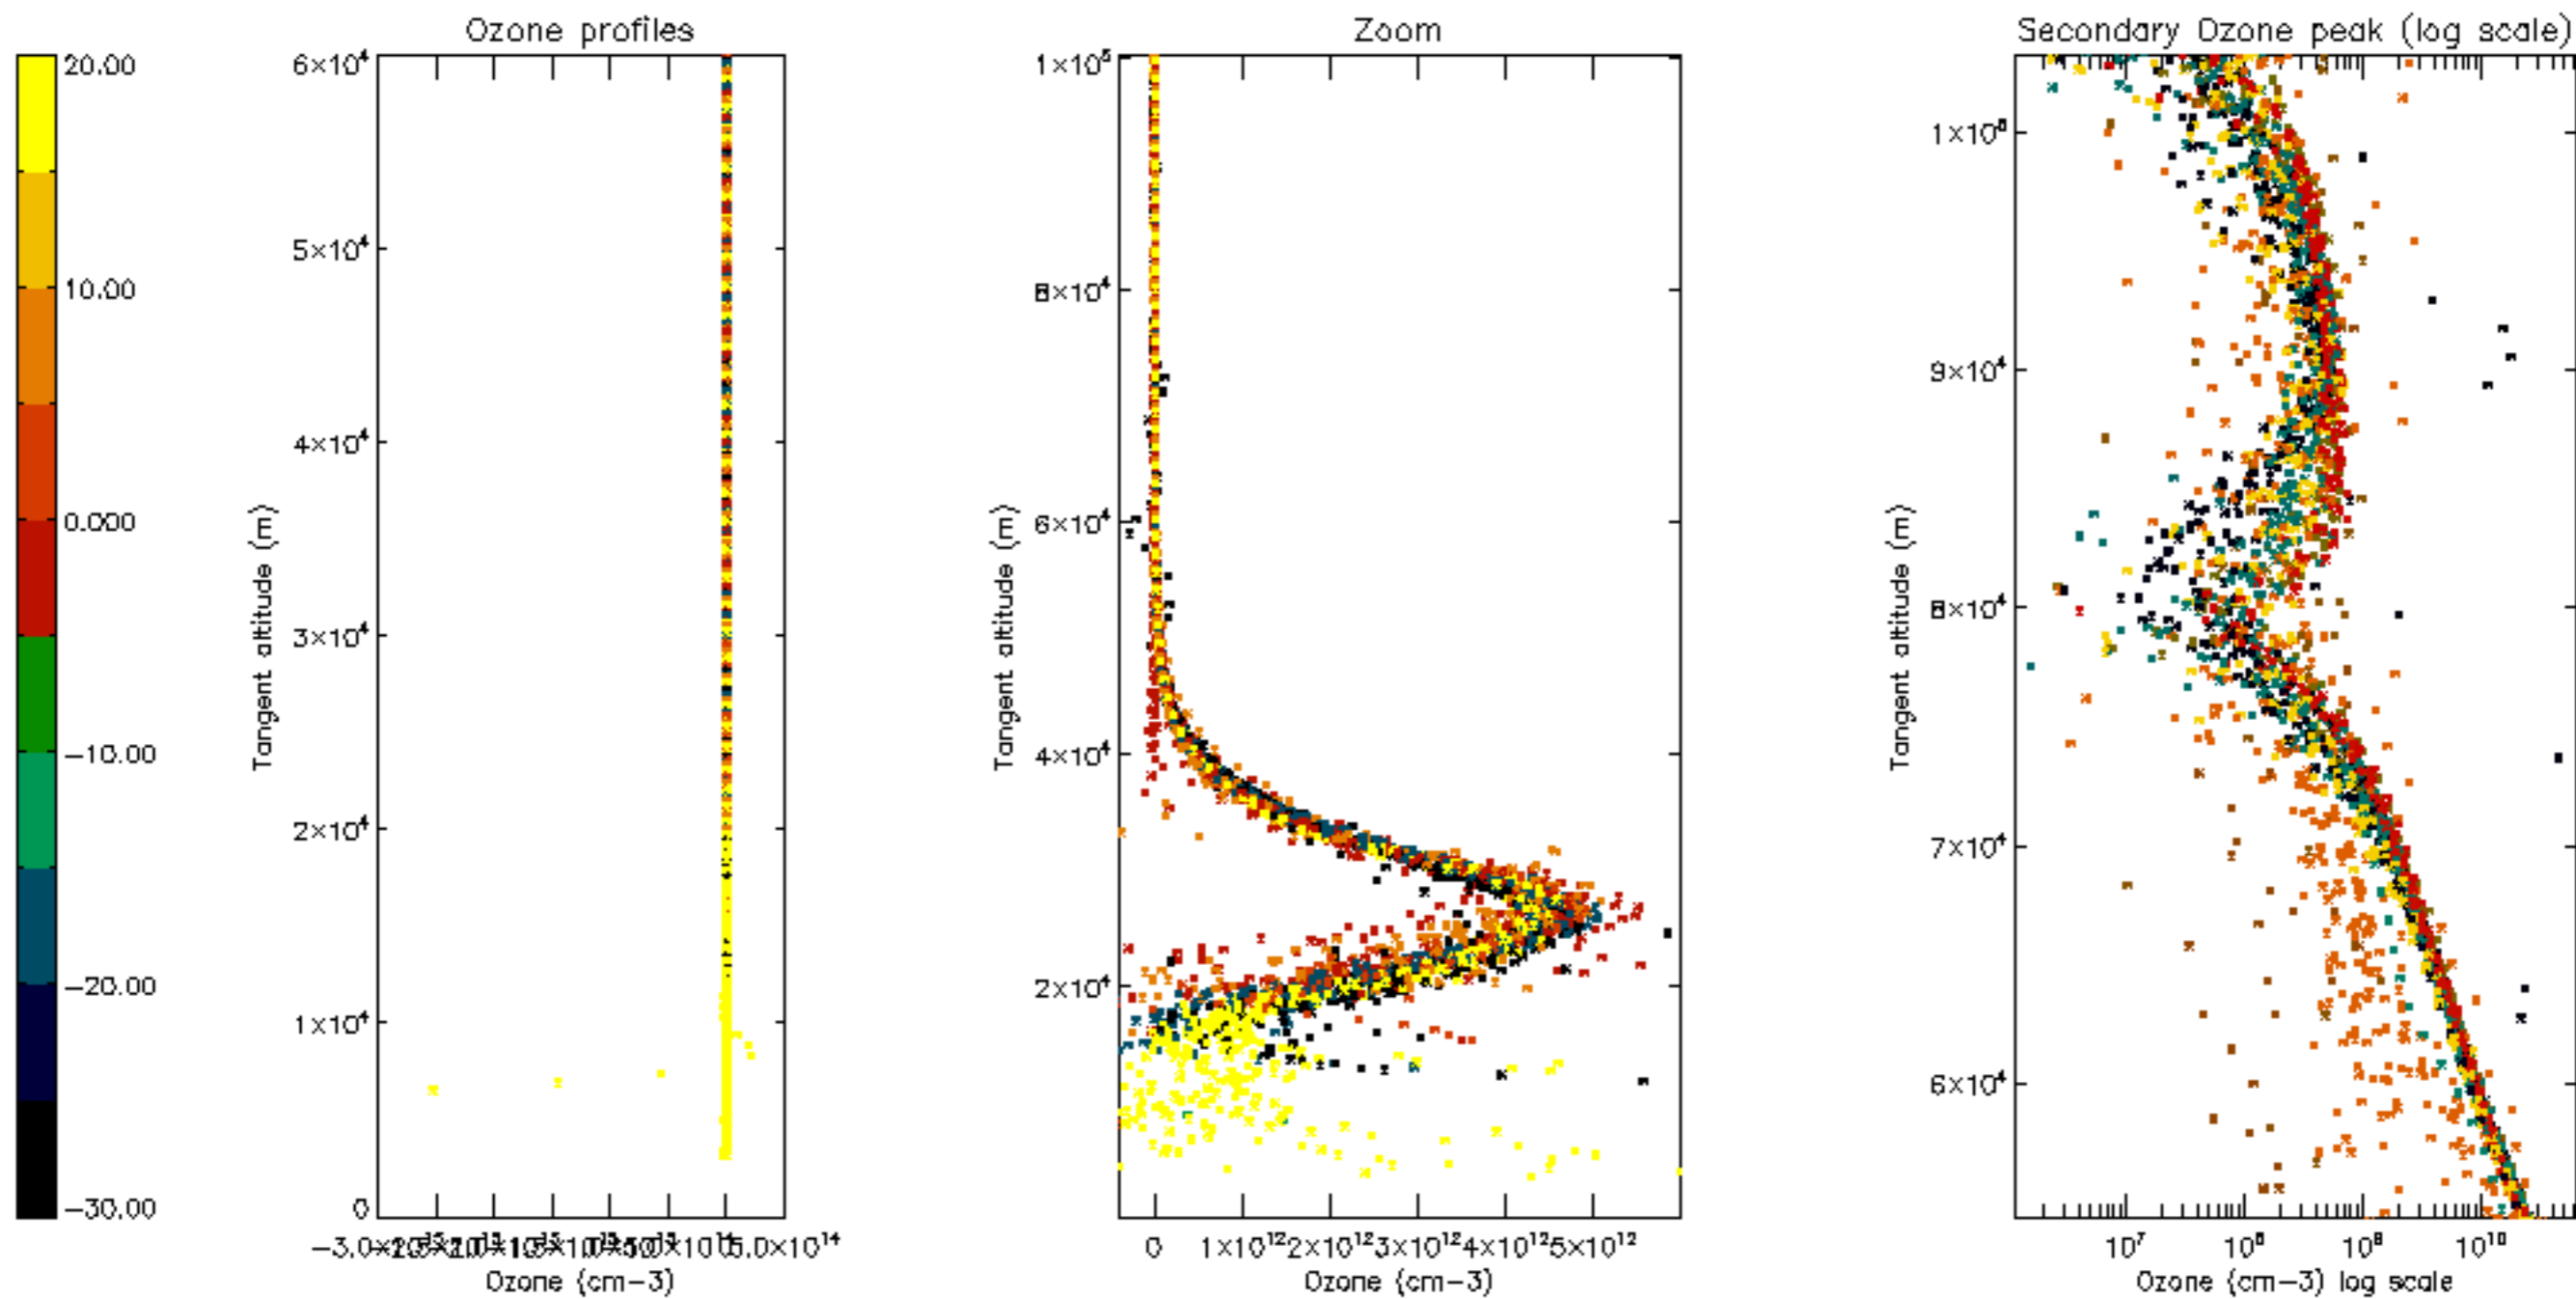 Ozone profiles
Zoom
Secondary Ozone peak (log scale)
20.00
10.00
0.000
−10.00
−20.00
−30.00
Tangent altitude (m)
6×10⁴
5×10⁴
4×10⁴
3×10⁴
2×10⁴
1×10⁴
0
5.0×10¹⁴
Ozone (cm−3)
Tangent altitude (m)
1×10⁵
8×10⁴
6×10⁴
4×10⁴
2×10⁴
0 1×10¹² 2×10¹² 3×10¹² 4×10¹² 5×10¹²
Ozone (cm−3)
Tangent altitude (m)
9×10⁴
8×10⁴
7×10⁴
6×10⁴
10⁷ 10⁸ 10⁹ 10¹⁰
Ozone (cm−3) log scale